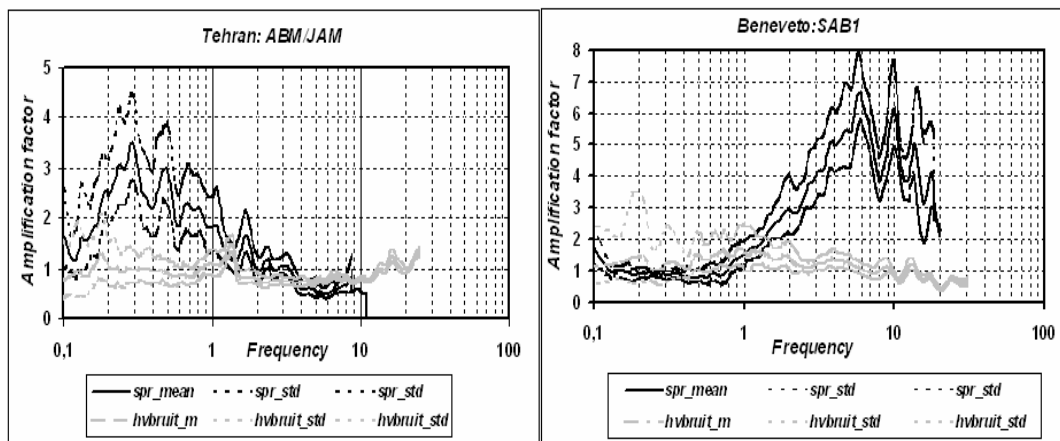 Tehran: ABM/JAM
Amplification factor
5
4
3
2
1
0
0,1 1 10 100
Frequency
spr_mean spr_std spr_std
hvbruit_m hvbruit_std hvbruit_std
Beneveto:SAB1
Amplification factor
8
7
6
5
4
3
2
1
0
0,1 1 10 100
Frequency
spr_mean spr_std spr_std
hvbruit_m hvbruit_std hvbruit_std